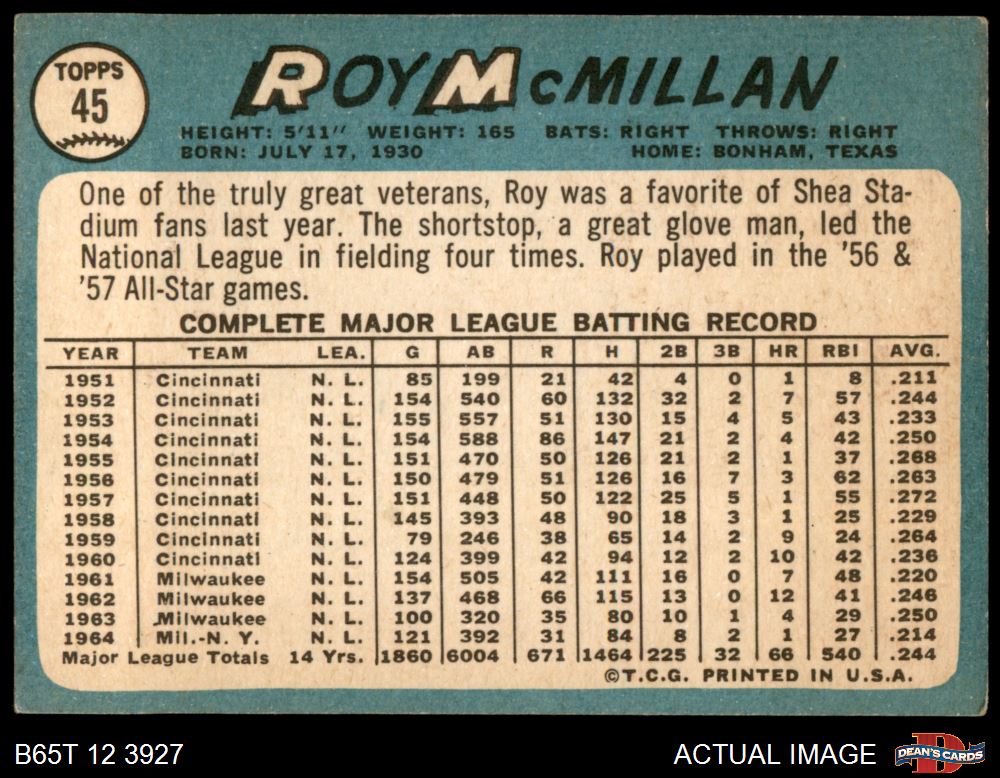 TOPPS
45
ROY McMILLAN
HEIGHT: 5'11" WEIGHT: 165 BATS: RIGHT THROWS: RIGHT
BORN: JULY 17, 1930 HOME: BONHAM, TEXAS
One of the truly great veterans, Roy was a favorite of Shea Sta-
dium fans last year. The shortstop, a great glove man, led the
National League in fielding four times. Roy played in the '56 &
'57 All-Star games.
COMPLETE MAJOR LEAGUE BATTING RECORD
YEAR TEAM LEA. G AB R H 2B 3B HR RBI AVG.
1951 Cincinnati N. L. 85 199 21 42 4 0 1 8 .211
1952 Cincinnati N. L. 154 540 60 132 32 2 7 57 .244
1953 Cincinnati N. L. 155 557 51 130 15 4 5 43 .233
1954 Cincinnati N. L. 154 588 86 147 21 2 4 42 .250
1955 Cincinnati N. L. 151 470 50 126 21 2 1 37 .268
1956 Cincinnati N. L. 150 479 51 126 16 7 3 62 .263
1957 Cincinnati N. L. 151 448 50 122 25 5 1 55 .272
1958 Cincinnati N. L. 145 393 48 90 18 3 1 25 .229
1959 Cincinnati N. L. 79 246 38 65 14 2 9 24 .264
1960 Cincinnati N. L. 124 399 42 94 12 2 10 42 .236
1961 Milwaukee N. L. 154 505 42 111 16 0 7 48 .220
1962 Milwaukee N. L. 137 468 66 115 13 0 12 41 .246
1963 Milwaukee N. L. 100 320 35 80 10 1 4 29 .250
1964 Mil.-N. Y. N. L. 121 392 31 84 8 2 1 27 .214
Major League Totals 14 Yrs. 1860 6004 671 1464 225 32 66 540 .244
©T.C.G. PRINTED IN U.S.A.
B65T 12 3927 ACTUAL IMAGE DEAN'S CARDS